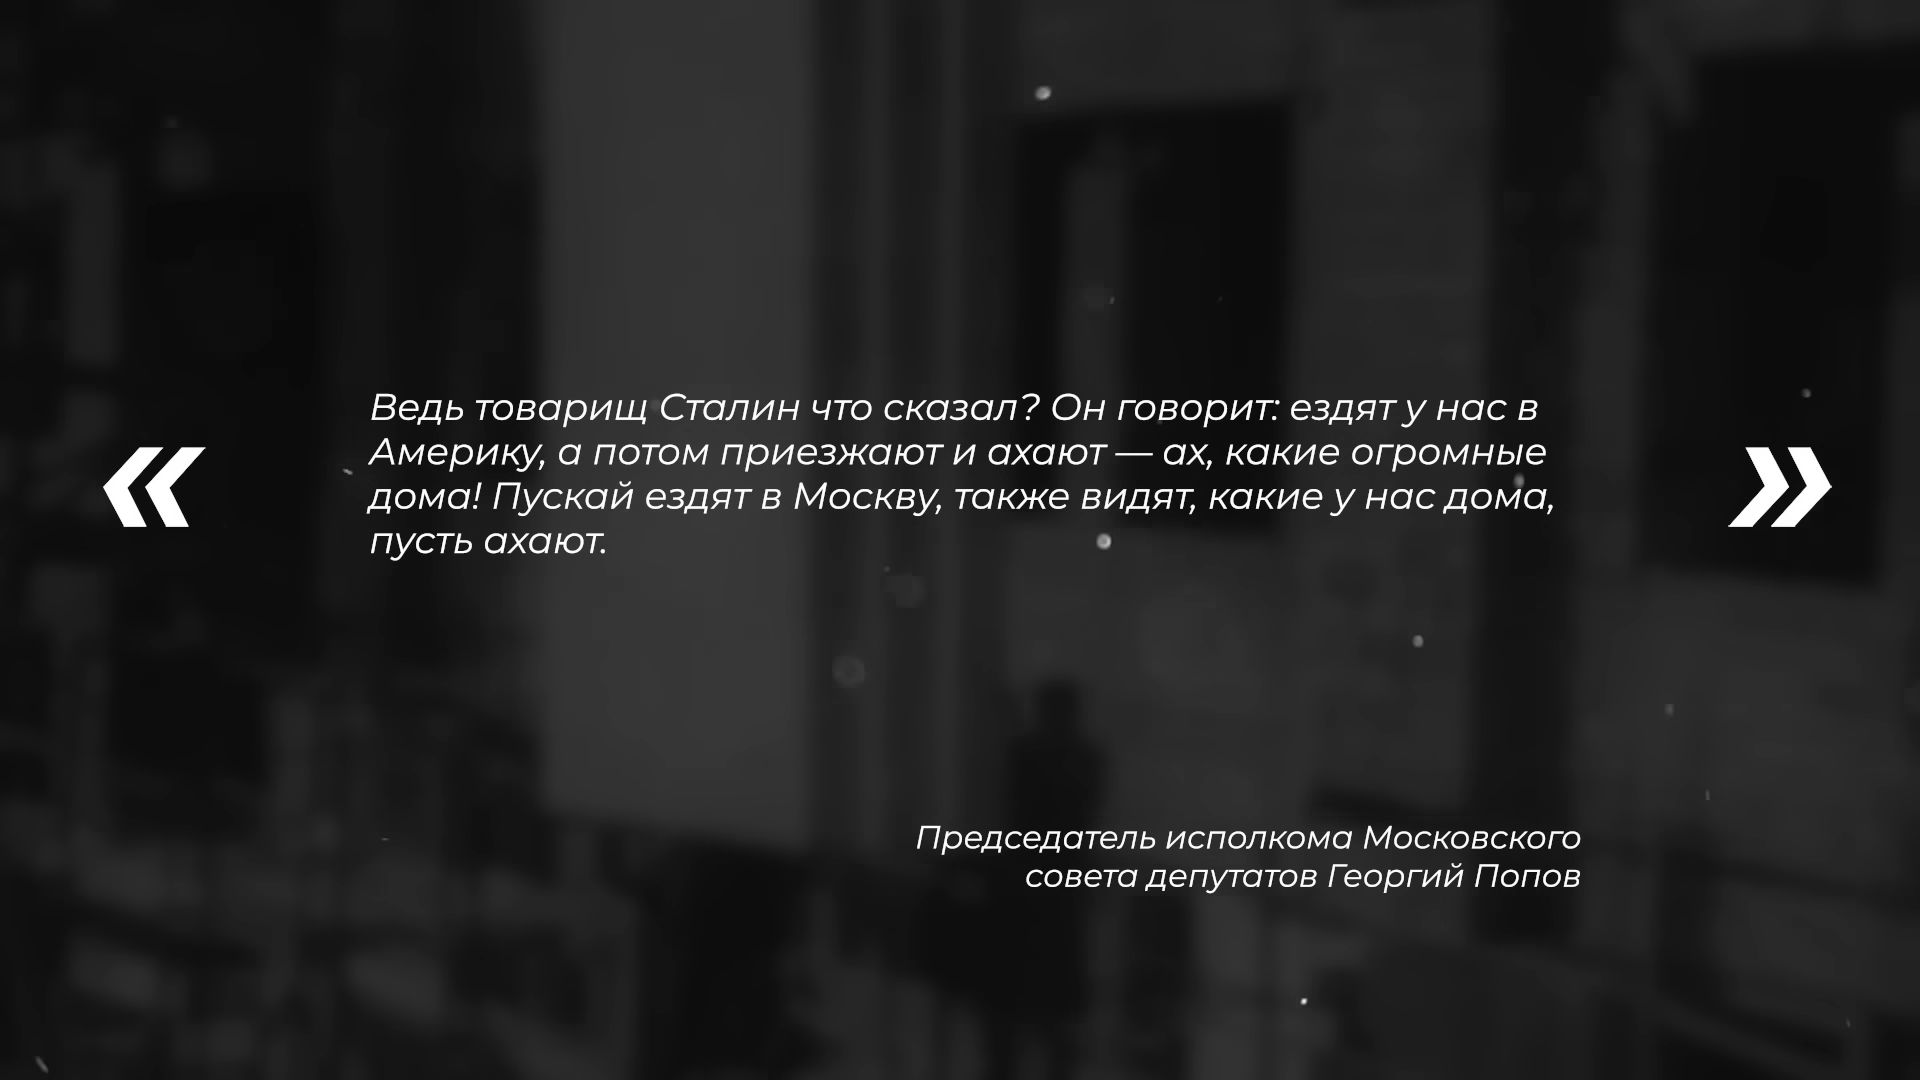 «
Ведь товарищ Сталин что сказал? Он говорит: ездят у нас в
Америку, а потом приезжают и ахают — ах, какие огромные
дома! Пускай ездят в Москву, также видят, какие у нас дома,
пусть ахают.
»
Председатель исполкома Московского
совета депутатов Георгий Попов